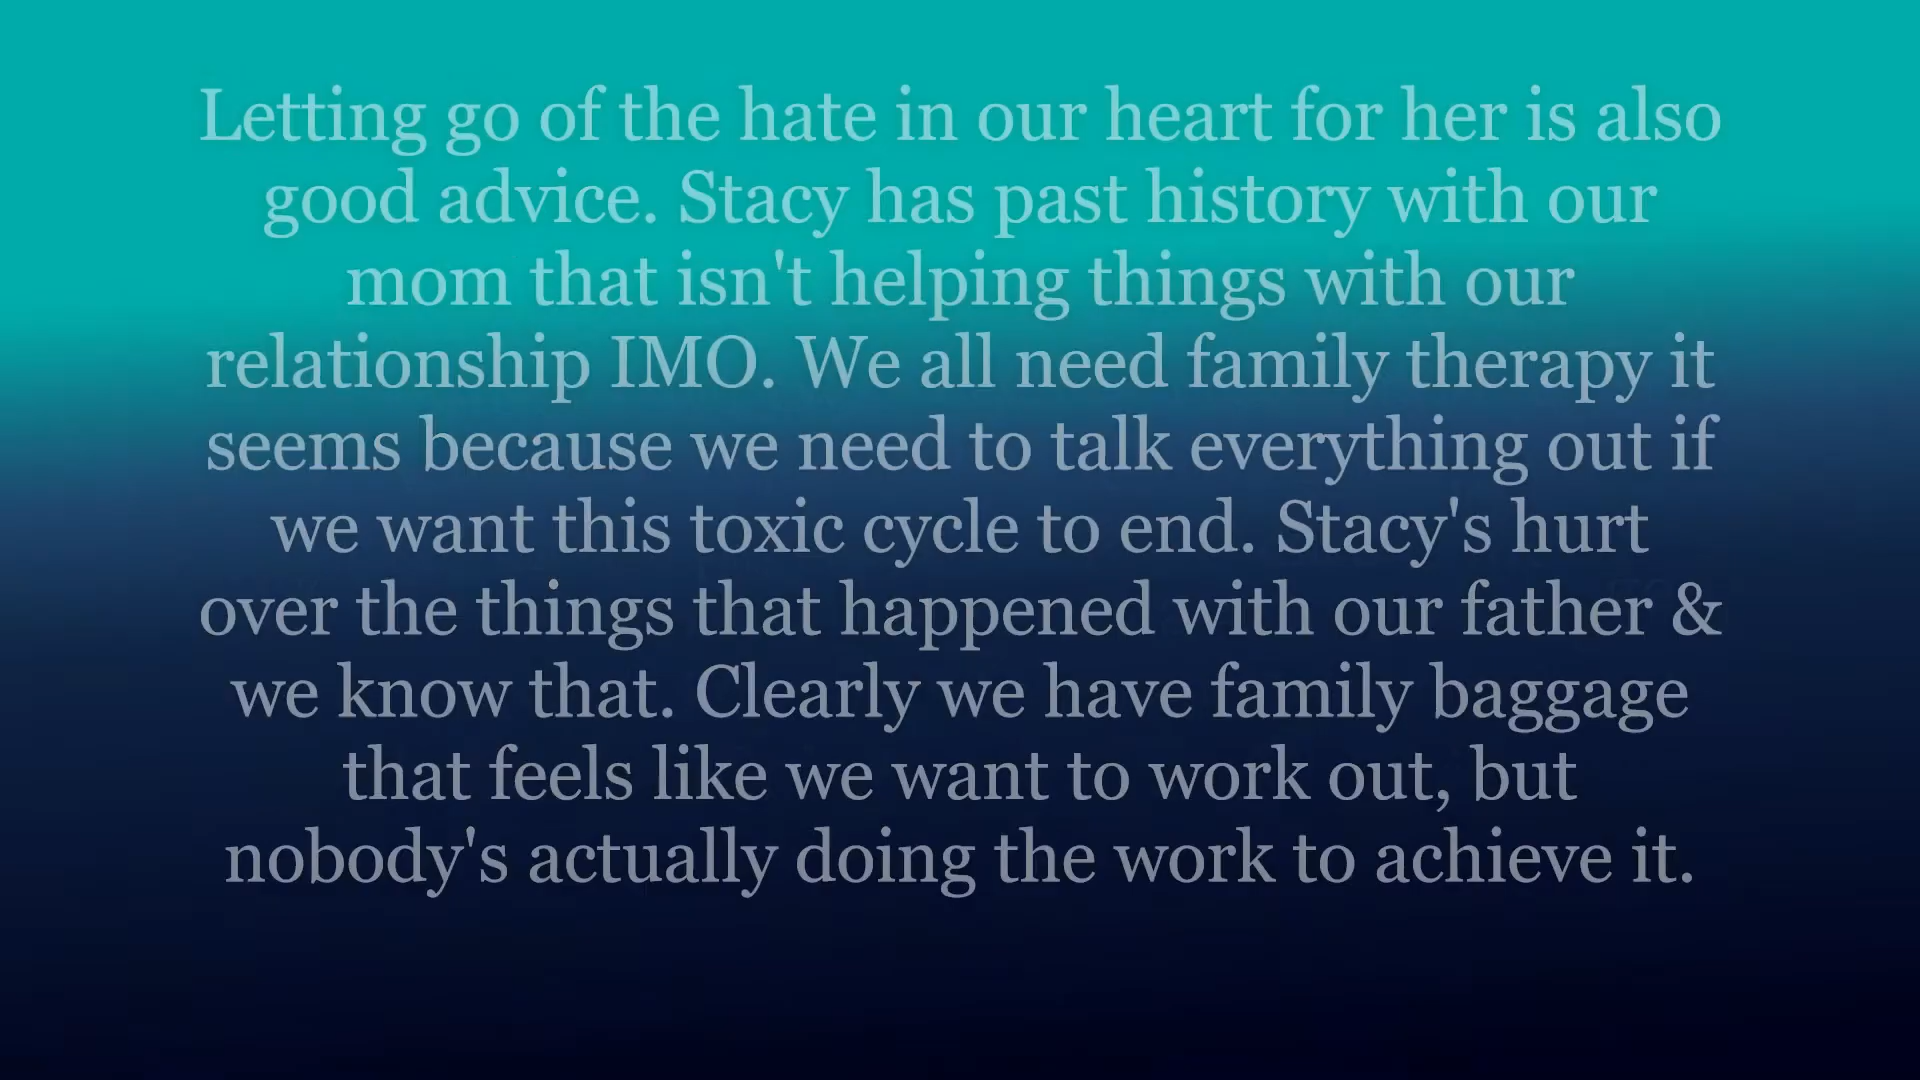 Letting go of the hate in our heart for her is also
good advice. Stacy has past history with our
mom that isn't helping things with our
relationship IMO. We all need family therapy it
seems because we need to talk everything out if
we want this toxic cycle to end. Stacy's hurt
over the things that happened with our father &
we know that. Clearly we have family baggage
that feels like we want to work out, but
nobody's actually doing the work to achieve it.